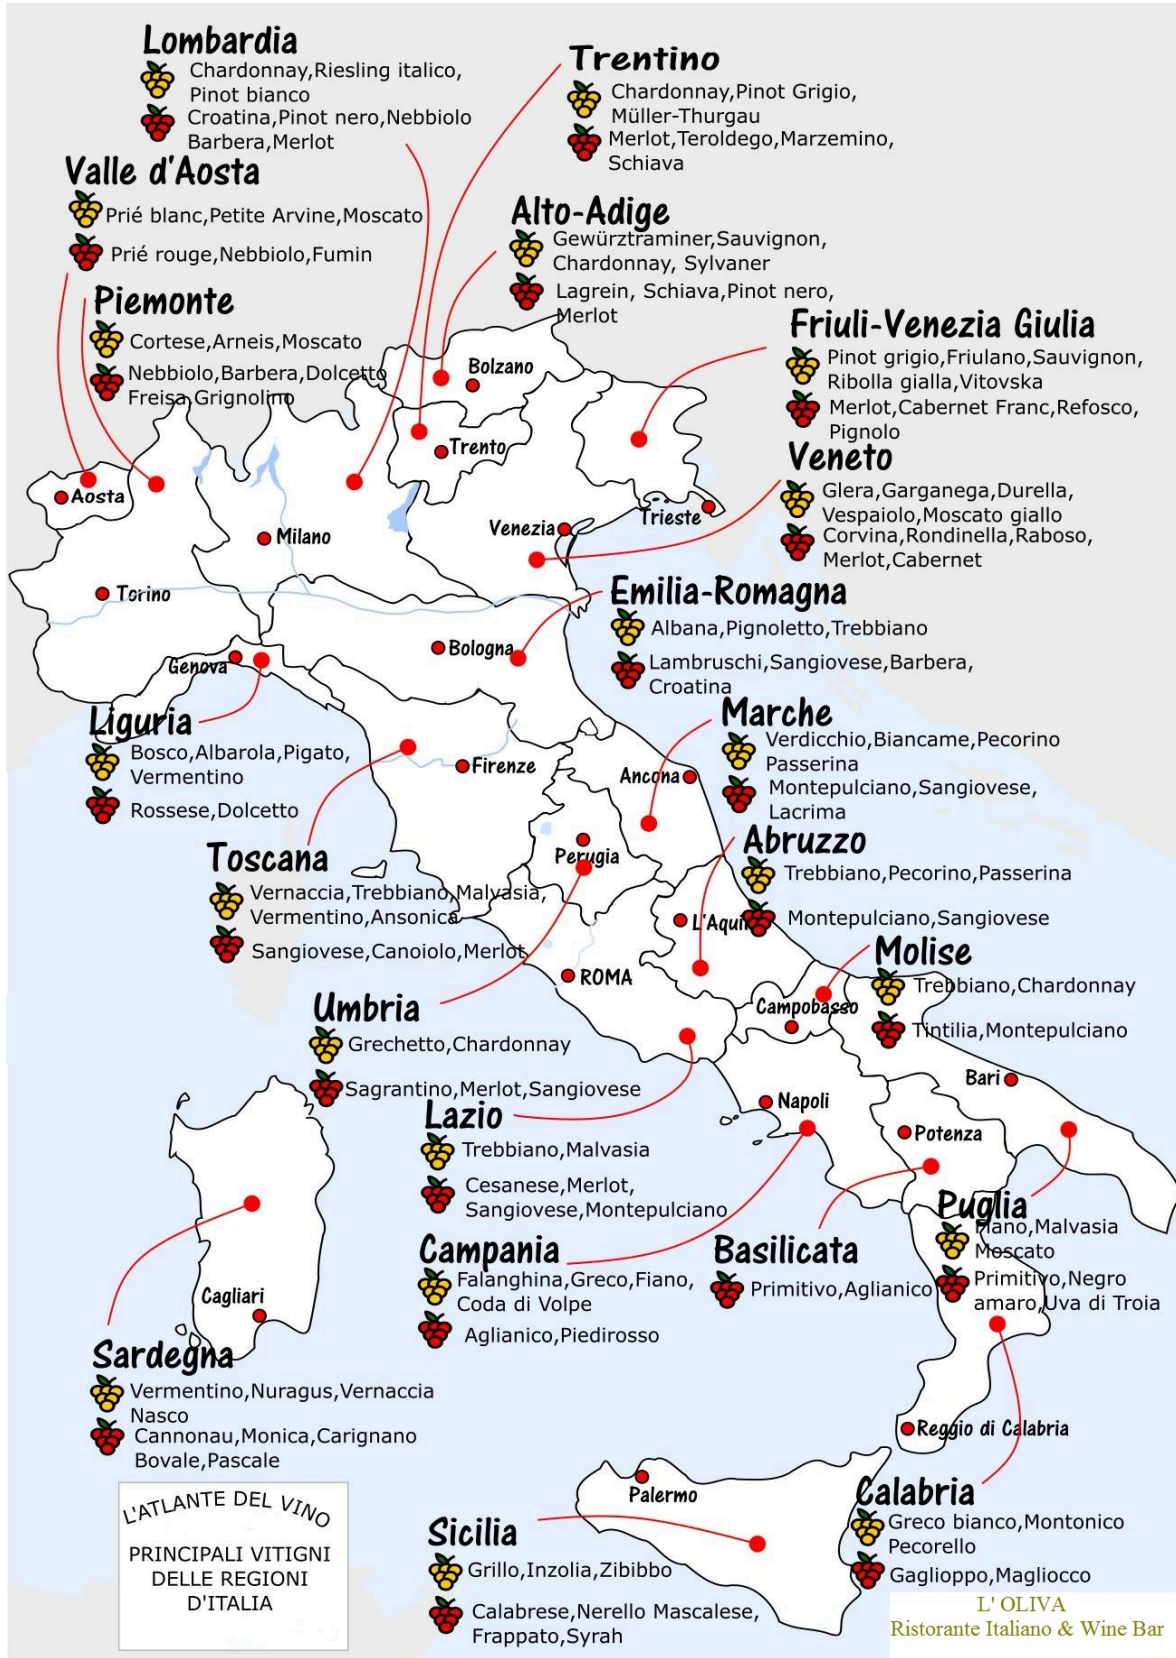 Lombardia
Chardonnay,Riesling italico,
Pinot bianco
Croatina,Pinot nero,Nebbiolo
Barbera,Merlot
Trentino
Chardonnay,Pinot Grigio,
Müller-Thurgau
Merlot,Teroldego,Marzemino,
Schiava
Valle d'Aosta
Prié blanc,Petite Arvine,Moscato
Prié rouge,Nebbiolo,Fumin
Alto-Adige
Gewürztraminer,Sauvignon,
Chardonnay, Sylvaner
Lagrein, Schiava,Pinot nero,
Merlot
Piemonte
Cortese,Arneis,Moscato
Nebbiolo,Barbera,Dolcetto
Freisa,Grignolino
Friuli-Venezia Giulia
Pinot grigio,Friulano,Sauvignon,
Ribolla gialla,Vitovska
Merlot,Cabernet Franc,Refosco,
Pignolo
Bolzano
Trento
Veneto
Glera,Garganega,Durella,
Vespaiolo,Moscato giallo
Corvina,Rondinella,Raboso,
Merlot,Cabernet
Aosta
Milano
Venezia
Trieste
Torino
Emilia-Romagna
Albana,Pignoletto,Trebbiano
Lambruschi,Sangiovese,Barbera,
Croatina
Bologna
Genova
Liguria
Bosco,Albarola,Pigato,
Vermentino
Rossese,Dolcetto
Marche
Verdicchio,Biancame,Pecorino
Passerina
Montepulciano,Sangiovese,
Lacrima
Firenze
Ancona
Perugia
Toscana
Vernaccia,Trebbiano,Malvasia,
Vermentino,Ansonica
Sangiovese,Canoiolo,Merlot
Abruzzo
Trebbiano,Pecorino,Passerina
Montepulciano,Sangiovese
L'Aquil
ROMA
Molise
Trebbiano,Chardonnay
Tintilia,Montepulciano
Campobasso
Umbria
Grechetto,Chardonnay
Sagrantino,Merlot,Sangiovese
Bari
Napoli
Potenza
Lazio
Trebbiano,Malvasia
Cesanese,Merlot,
Sangiovese,Montepulciano
Puglia
Fiano,Malvasia
Moscato
Primitivo,Negro
amaro,Uva di Troia
Campania
Falanghina,Greco,Fiano,
Coda di Volpe
Aglianico,Piedirosso
Basilicata
Primitivo,Aglianico
Cagliari
Sardegna
Vermentino,Nuragus,Vernaccia
Nasco
Cannonau,Monica,Carignano
Bovale,Pascale
Reggio di Calabria
Palermo
Calabria
Greco bianco,Montonico
Pecorello
Gaglioppo,Magliocco
Sicilia
Grillo,Inzolia,Zibibbo
Calabrese,Nerello Mascalese,
Frappato,Syrah
L'ATLANTE DEL VINO
PRINCIPALI VITIGNI
DELLE REGIONI
D'ITALIA
L' OLIVA
Ristorante Italiano & Wine Bar